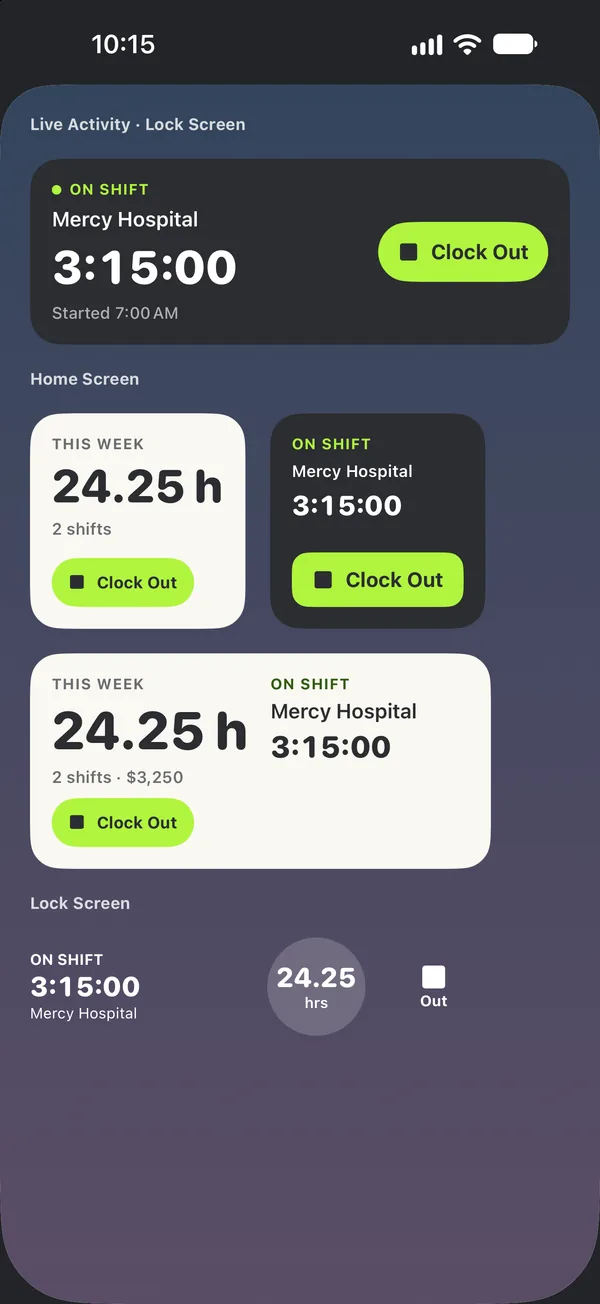 10:15
Live Activity · Lock Screen
ON SHIFT
Mercy Hospital
3:15:00
Started 7:00 AM
Clock Out
Home Screen
THIS WEEK
24.25 h
2 shifts
Clock Out
ON SHIFT
Mercy Hospital
3:15:00
Clock Out
THIS WEEK
24.25 h
2 shifts · $3,250
Clock Out
ON SHIFT
Mercy Hospital
3:15:00
Lock Screen
ON SHIFT
3:15:00
Mercy Hospital
24.25
hrs
Out